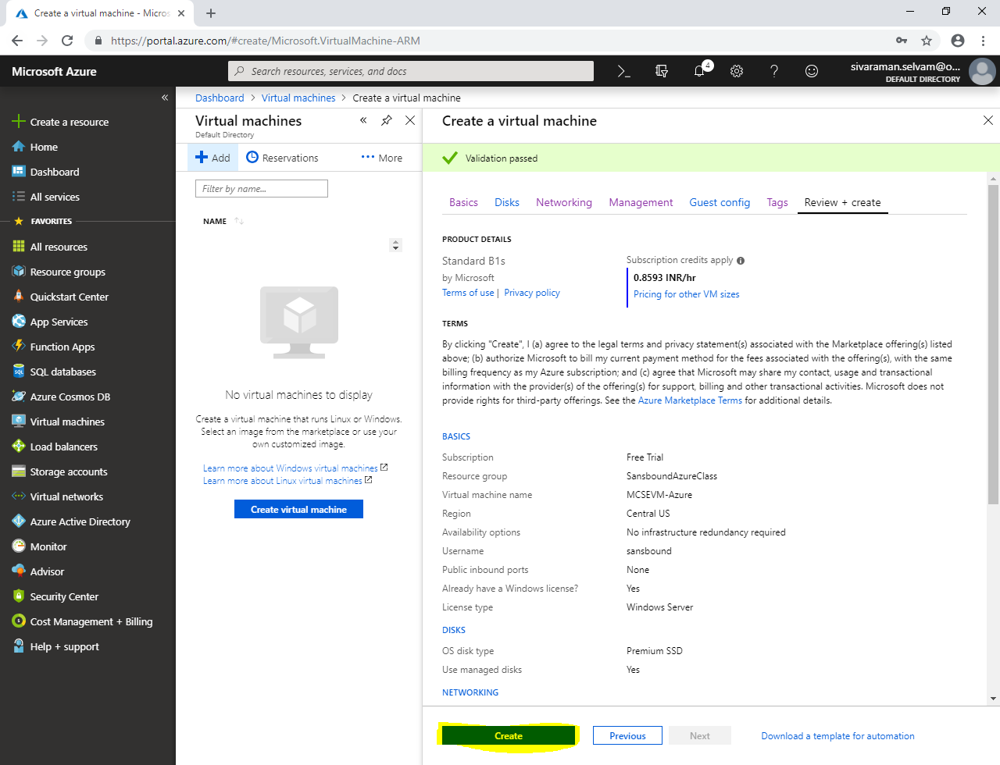 Create a virtual machine - Micros
https://portal.azure.com/#create/Microsoft.VirtualMachine-ARM
Microsoft Azure
Search resources, services, and docs
4
sivaraman.selvam@o...
DEFAULT DIRECTORY
Create a resource
Home
Dashboard
All services
FAVORITES
All resources
Resource groups
Quickstart Center
App Services
Function Apps
SQL databases
Azure Cosmos DB
Virtual machines
Load balancers
Storage accounts
Virtual networks
Azure Active Directory
Monitor
Advisor
Security Center
Cost Management + Billing
Help + support
Dashboard > Virtual machines > Create a virtual machine
Virtual machines
Default Directory
Add Reservations ••• More
Filter by name...
NAME
No virtual machines to display
Create a virtual machine that runs Linux or Windows.
Select an image from the marketplace or use your
own customized image.
Learn more about Windows virtual machines
Learn more about Linux virtual machines
Create virtual machine
Create a virtual machine
Validation passed
Basics Disks Networking Management Guest config Tags Review + create
PRODUCT DETAILS
Standard B1s
by Microsoft
Terms of use | Privacy policy
Subscription credits apply
0.8593 INR/hr
Pricing for other VM sizes
TERMS
By clicking "Create", I (a) agree to the legal terms and privacy statement(s) associated with the Marketplace offering(s) listed
above; (b) authorize Microsoft to bill my current payment method for the fees associated with the offering(s), with the same
billing frequency as my Azure subscription; and (c) agree that Microsoft may share my contact, usage and transactional
information with the provider(s) of the offering(s) for support, billing and other transactional activities. Microsoft does not
provide rights for third-party offerings. See the Azure Marketplace Terms for additional details.
BASICS
Subscription Free Trial
Resource group SansboundAzureClass
Virtual machine name MCSEVM-Azure
Region Central US
Availability options No infrastructure redundancy required
Username sansbound
Public inbound ports None
Already have a Windows license? Yes
License type Windows Server
DISKS
OS disk type Premium SSD
Use managed disks Yes
NETWORKING
Create Previous Next Download a template for automation